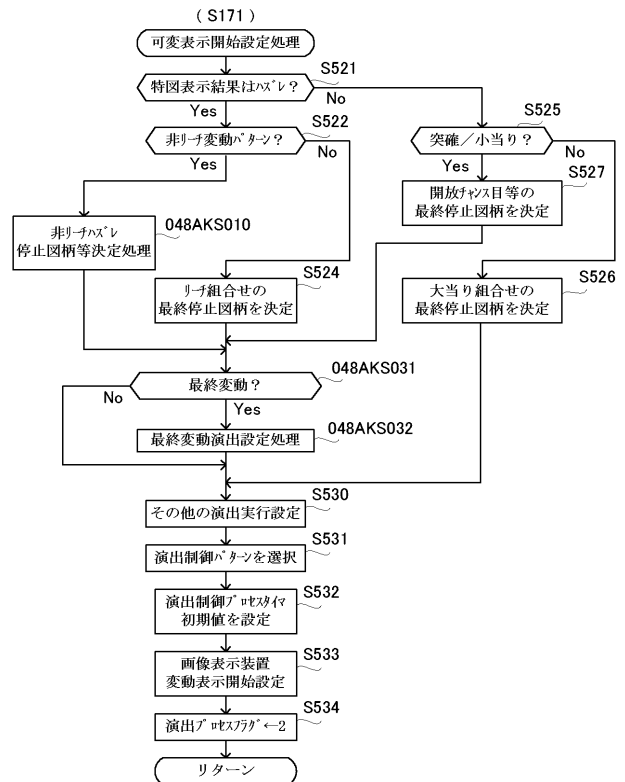 ( S171 )
可変表示開始設定処理
S521
特図表示結果はハズレ？
Yes
No
S522
S525
非リーチ変動パターン？
突確／小当り？
Yes
No
Yes
No
S527
開放チャンス目等の
最終停止図柄を決定
048AKS010
非リーチハズレ
停止図柄等決定処理
S524
リーチ組合せの
最終停止図柄を決定
S526
大当り組合せの
最終停止図柄を決定
048AKS031
最終変動？
No
Yes
048AKS032
最終変動演出設定処理
S530
その他の演出実行設定
S531
演出制御パターンを選択
S532
演出制御プロセスタイマ
初期値を設定
S533
画像表示装置
変動表示開始設定
S534
演出プロセスフラグ←2
リターン